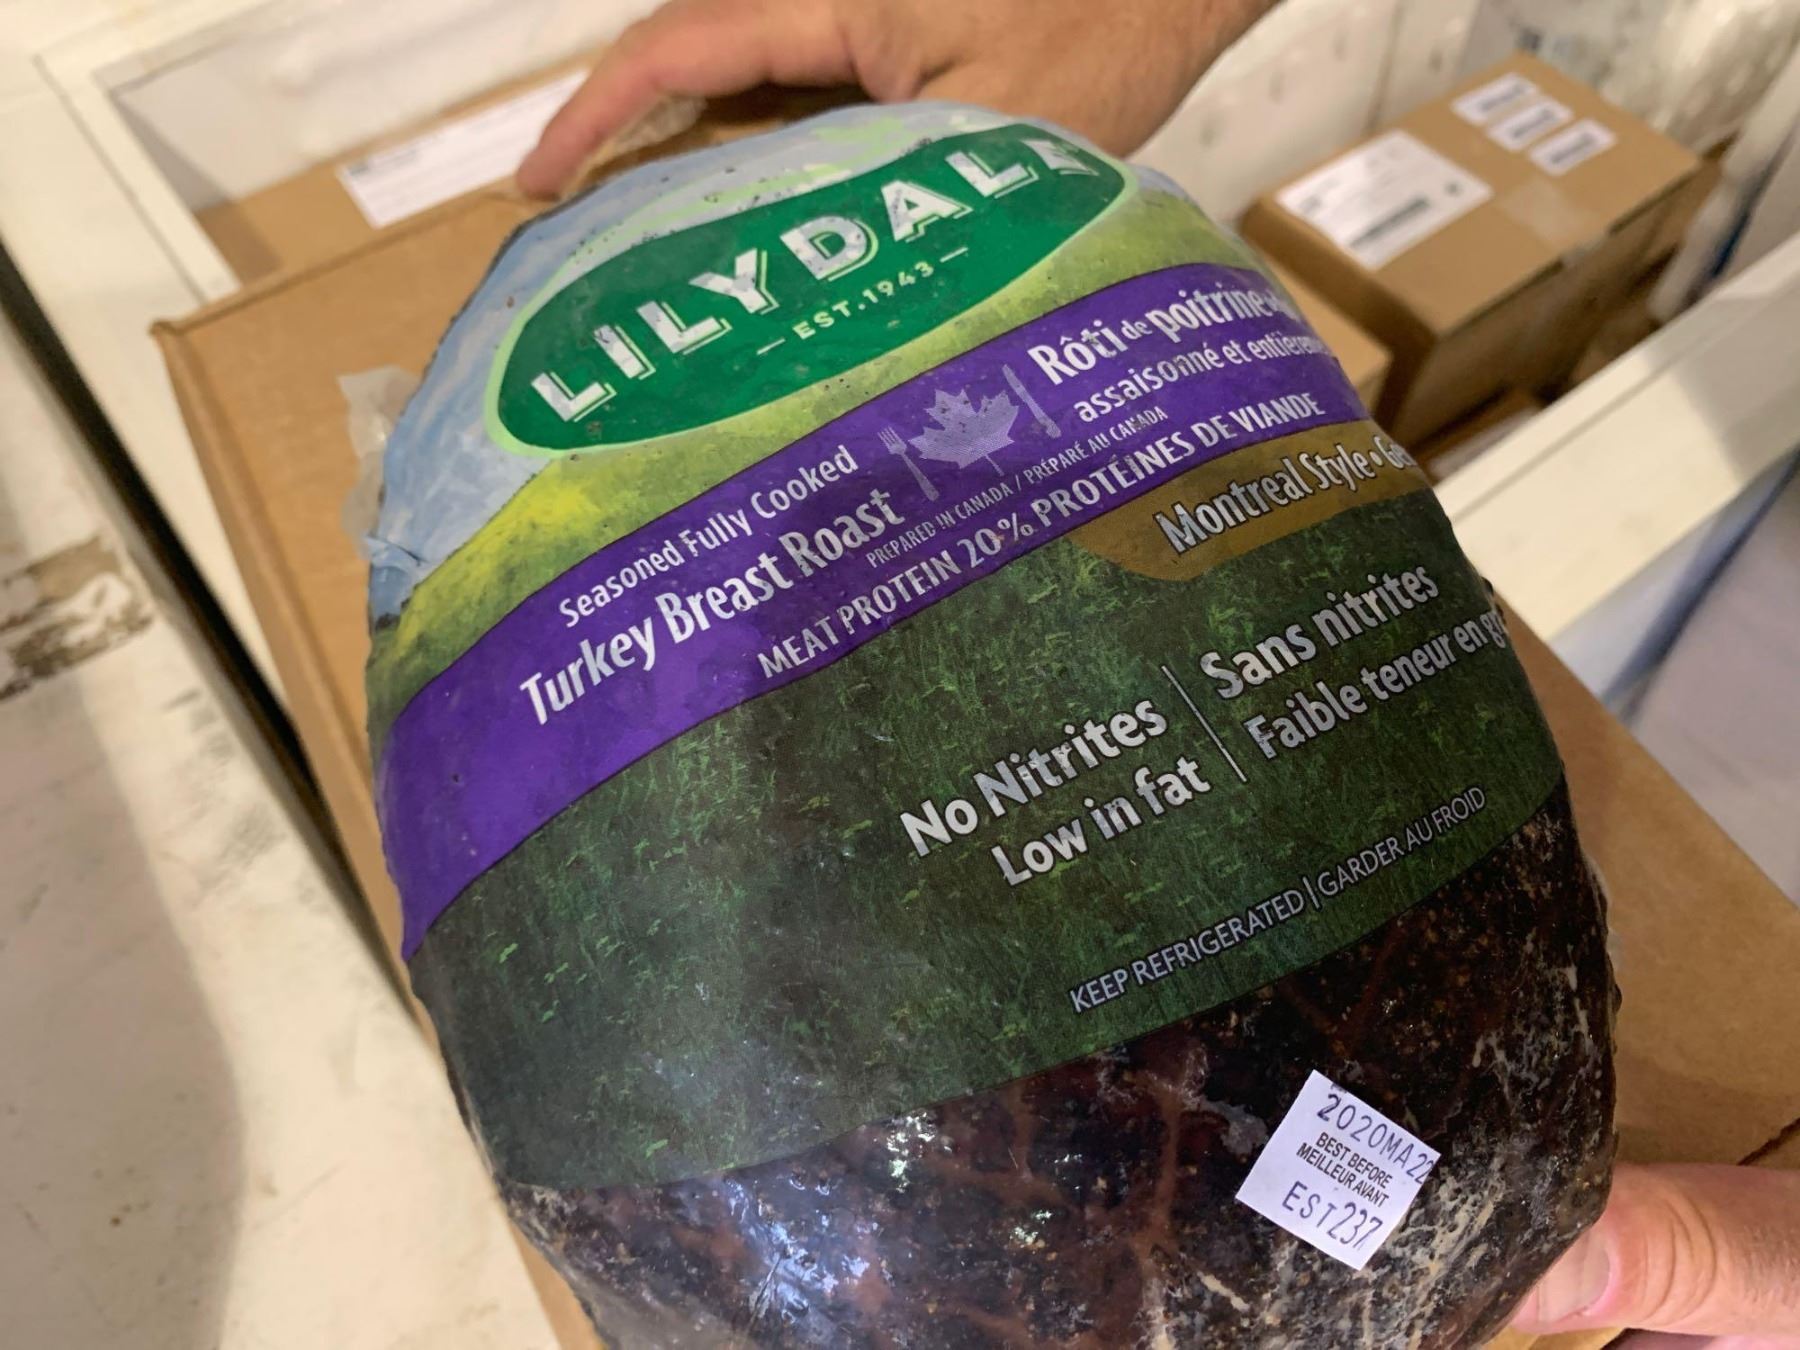 LILYDALE
EST. 1943
Seasoned Fully Cooked
Turkey Breast Roast
PREPARED IN CANADA / PRÉPARÉ AU CANADA
MEAT PROTEIN 20% PROTÉINES DE VIANDE
Rôti de poitrine
assaisonné et
Montreal Style •
No Nitrites
Low in fat
Sans nitrites
Faible teneur en
KEEP REFRIGERATED | GARDER AU FROID
2020MA22
BEST BEFORE
MEILLEUR AVANT
EST237